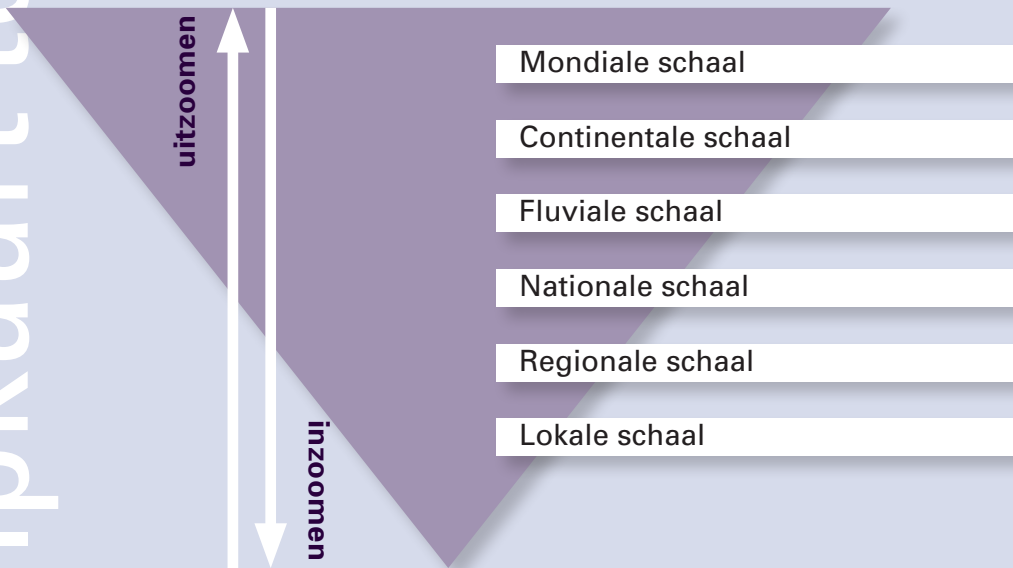 uitzoomen
Mondiale schaal
Continentale schaal
Fluviale schaal
Nationale schaal
Regionale schaal
Lokale schaal
inzoomen